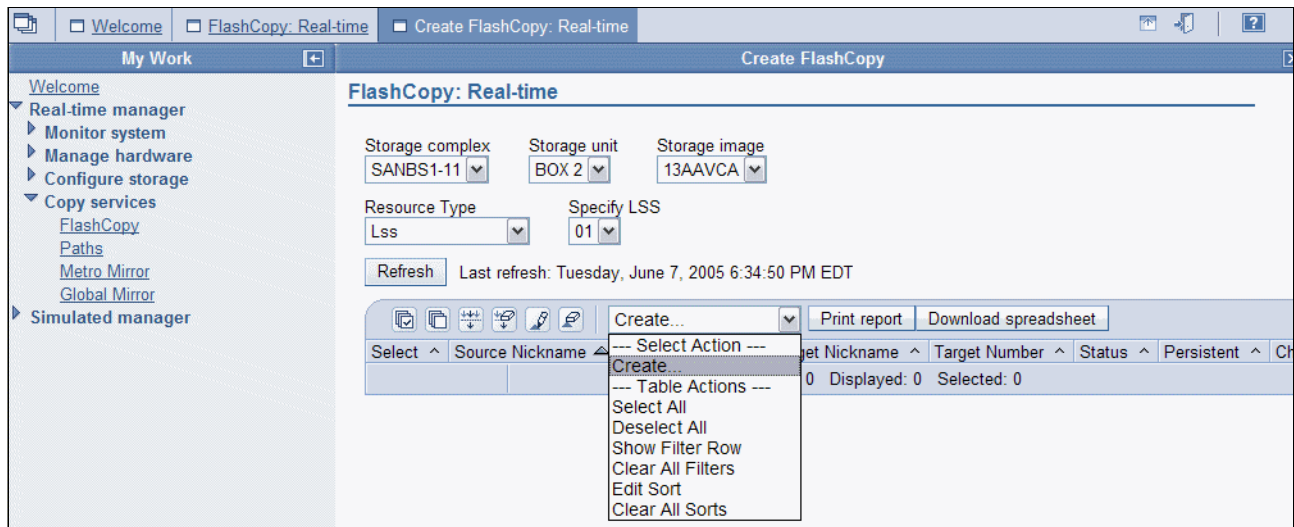 Welcome FlashCopy: Real-time Create FlashCopy: Real-time ?
My Work Create FlashCopy
Welcome
Real-time manager
Monitor system
Manage hardware
Configure storage
Copy services
FlashCopy
Paths
Metro Mirror
Global Mirror
Simulated manager
FlashCopy: Real-time
Storage complex Storage unit Storage image
SANBS1-11 BOX 2 13AAVCA
Resource Type Specify LSS
Lss 01
Refresh Last refresh: Tuesday, June 7, 2005 6:34:50 PM EDT
Create... Print report Download spreadsheet
Select ^ Source Nickname get Nickname ^ Target Number ^ Status ^ Persistent ^ Ch
0 Displayed: 0 Selected: 0
--- Select Action ---
Create...
--- Table Actions ---
Select All
Deselect All
Show Filter Row
Clear All Filters
Edit Sort
Clear All Sorts